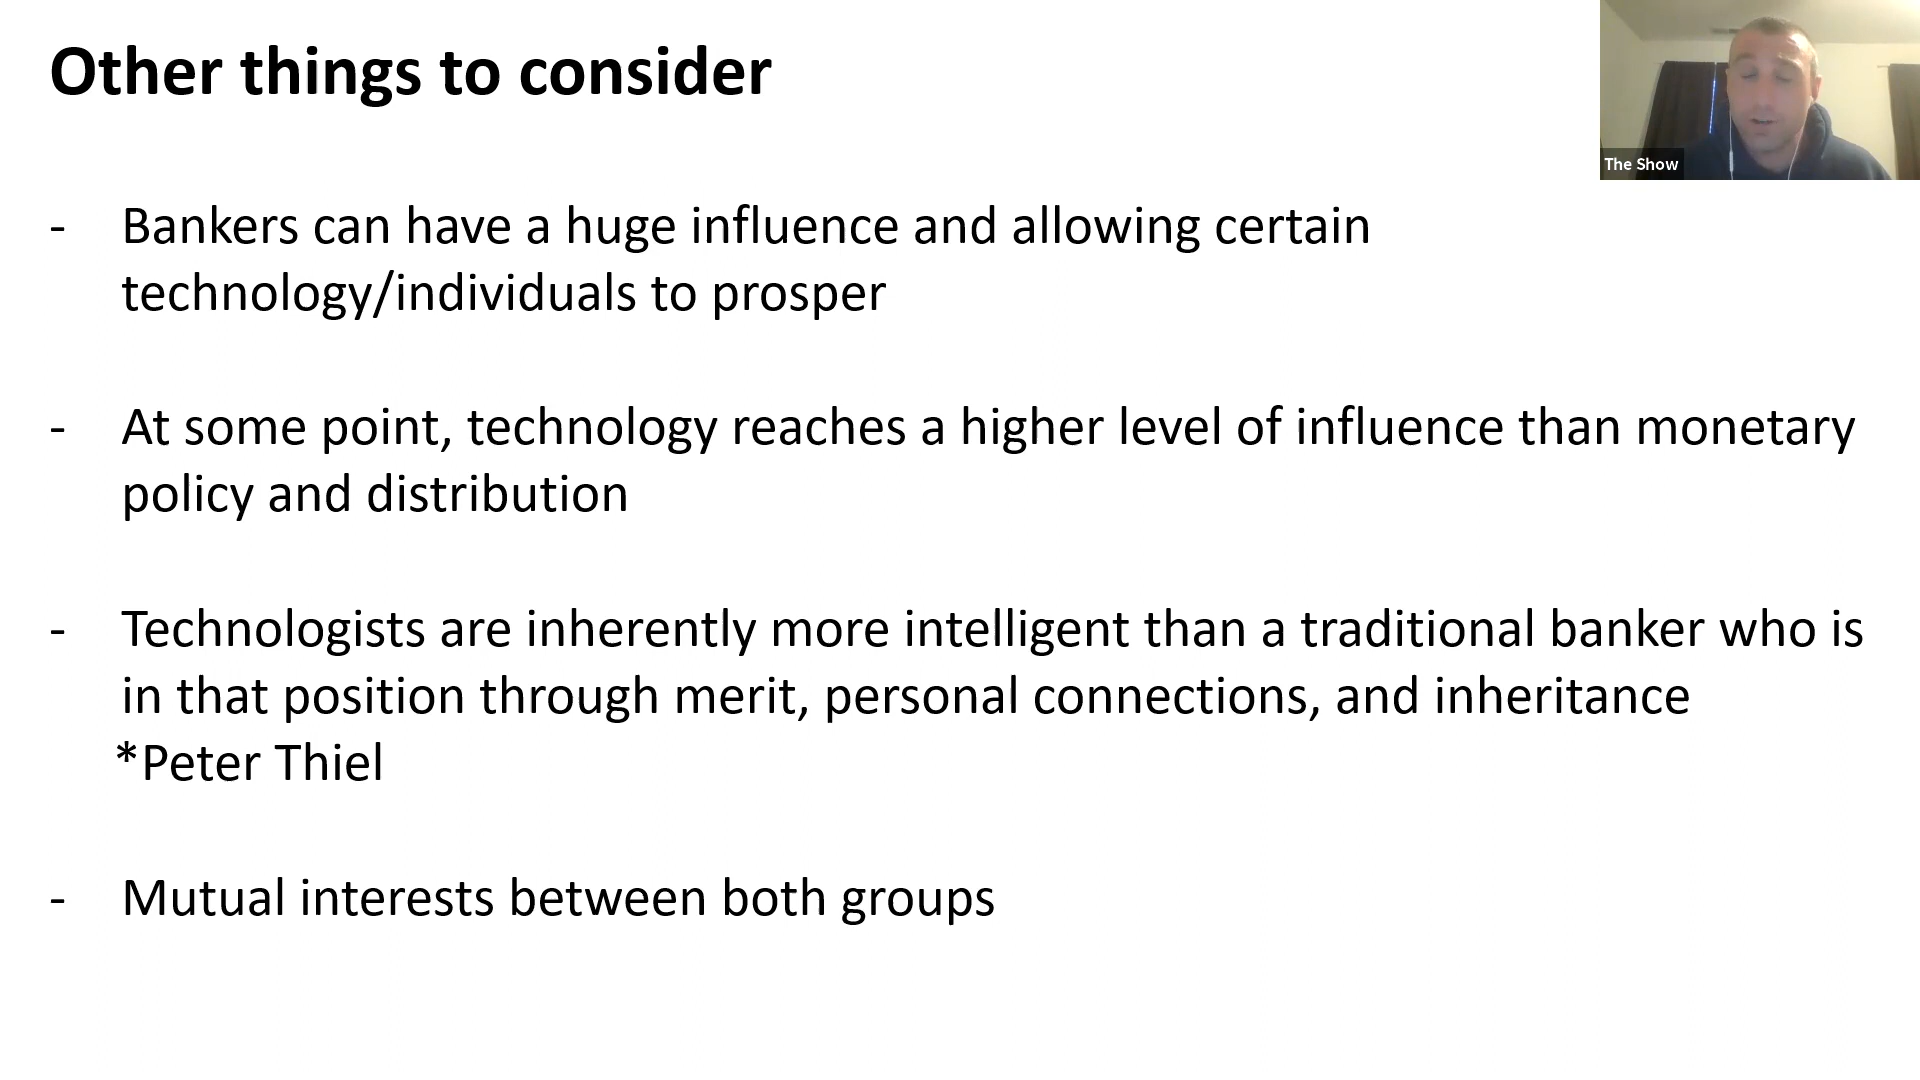 Other things to consider
The Show
- Bankers can have a huge influence and allowing certain
technology/individuals to prosper
- At some point, technology reaches a higher level of influence than monetary
policy and distribution
- Technologists are inherently more intelligent than a traditional banker who is
in that position through merit, personal connections, and inheritance
*Peter Thiel
- Mutual interests between both groups